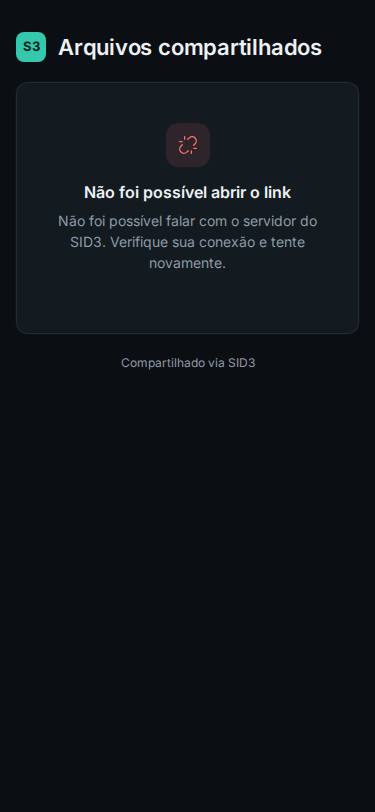 S3 Arquivos compartilhados
Não foi possível abrir o link
Não foi possível falar com o servidor do
SID3. Verifique sua conexão e tente
novamente.
Compartilhado via SID3